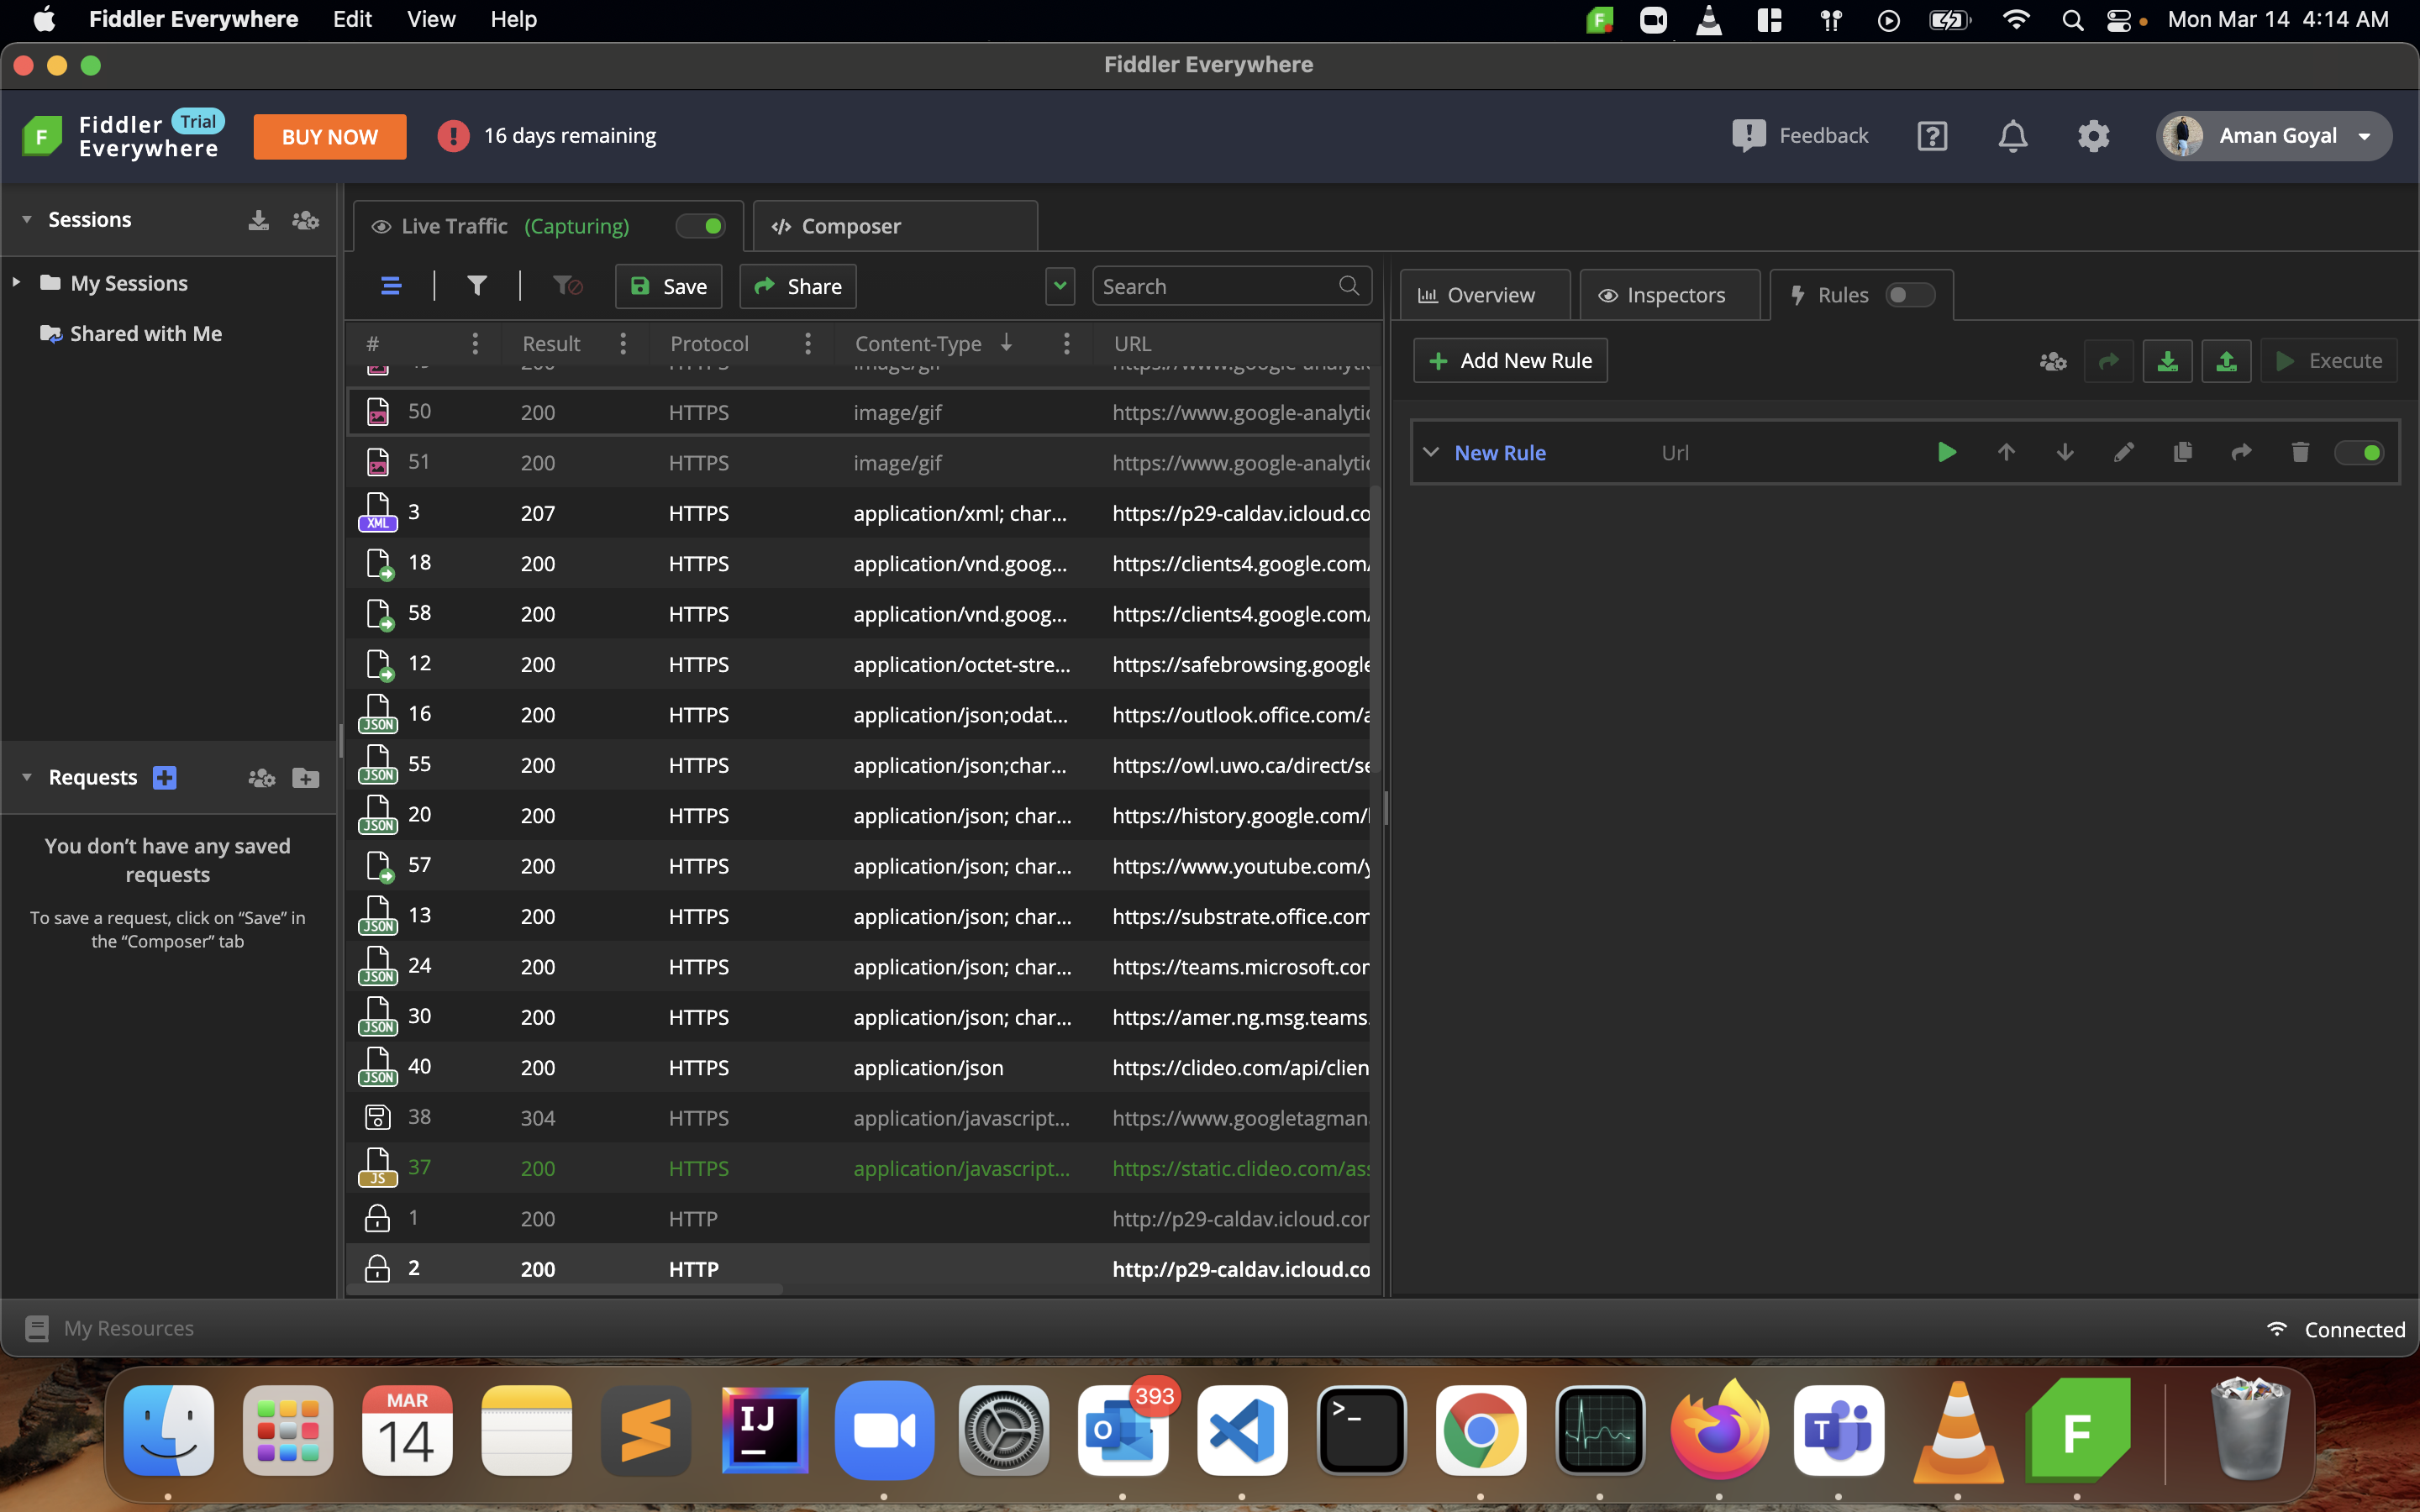 Fiddler Everywhere Edit View Help Mon Mar 14 4:14 AM
Fiddler Everywhere
F Fiddler Everywhere Trial BUY NOW ! 16 days remaining Feedback ? Aman Goyal
Sessions
My Sessions
Shared with Me
Requests
You don’t have any saved
requests
To save a request, click on “Save” in
the “Composer” tab
Live Traffic (Capturing) Composer
Save Share Search
# Result Protocol Content-Type URL
50 200 HTTPS image/gif https://www.google-analytic
51 200 HTTPS image/gif https://www.google-analytic
XML 3 207 HTTPS application/xml; char... https://p29-caldav.icloud.co
18 200 HTTPS application/vnd.goog... https://clients4.google.com/
58 200 HTTPS application/vnd.goog... https://clients4.google.com/
12 200 HTTPS application/octet-stre... https://safebrowsing.google
JSON 16 200 HTTPS application/json;odat... https://outlook.office.com/a
JSON 55 200 HTTPS application/json;char... https://owl.uwo.ca/direct/se
JSON 20 200 HTTPS application/json; char... https://history.google.com/
57 200 HTTPS application/json; char... https://www.youtube.com/y
JSON 13 200 HTTPS application/json; char... https://substrate.office.com
JSON 24 200 HTTPS application/json; char... https://teams.microsoft.com
JSON 30 200 HTTPS application/json; char... https://amer.ng.msg.teams.
JSON 40 200 HTTPS application/json https://clideo.com/api/clien
38 304 HTTPS application/javascript... https://www.googletagman
JS 37 200 HTTPS application/javascript... https://static.clideo.com/ass
1 200 HTTP http://p29-caldav.icloud.com
2 200 HTTP http://p29-caldav.icloud.co
Overview Inspectors Rules
Add New Rule Execute
New Rule Url
My Resources Connected
MAR
14
IJ
O
393
>_
T
F